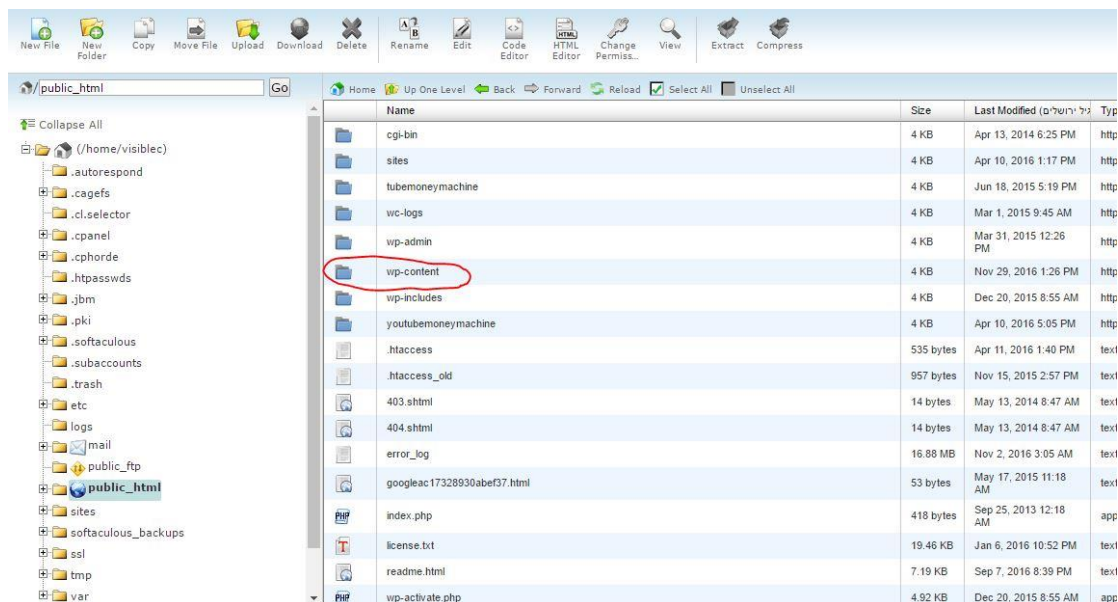 New File
New Folder
Copy
Move File
Upload
Download
Delete
Rename
Edit
Code Editor
HTML Editor
Change Permiss...
View
Extract
Compress
/public_html Go
Home Up One Level Back Forward Reload Select All Unselect All
Collapse All
(/home/visiblec)
.autorespond
.cagefs
.cl.selector
.cpanel
.cphorde
.htpasswds
.jbm
.pki
.softaculous
.subaccounts
.trash
etc
logs
mail
public_ftp
public_html
sites
softaculous_backups
ssl
tmp
var
Name Size Last Modified (גיל ירושלים Typ
cgi-bin 4 KB Apr 13, 2014 6:25 PM http
sites 4 KB Apr 10, 2016 1:17 PM http
tubemoneymachine 4 KB Jun 18, 2015 5:19 PM http
wc-logs 4 KB Mar 1, 2015 9:45 AM http
wp-admin 4 KB Mar 31, 2015 12:26 PM http
wp-content 4 KB Nov 29, 2016 1:26 PM http
wp-includes 4 KB Dec 20, 2015 8:55 AM http
youtubemoneymachine 4 KB Apr 10, 2016 5:05 PM http
.htaccess 535 bytes Apr 11, 2016 1:40 PM text
.htaccess_old 957 bytes Nov 15, 2015 2:57 PM text
403.shtml 14 bytes May 13, 2014 8:47 AM text
404.shtml 14 bytes May 13, 2014 8:47 AM text
error_log 16.88 MB Nov 2, 2016 3:05 AM text
googleac17328930abef37.html 53 bytes May 17, 2015 11:18 AM text
index.php 418 bytes Sep 25, 2013 12:18 AM app
license.txt 19.46 KB Jan 6, 2016 10:52 PM text
readme.html 7.19 KB Sep 7, 2016 8:39 PM text
wp-activate.php 4.92 KB Dec 20, 2015 8:55 AM app